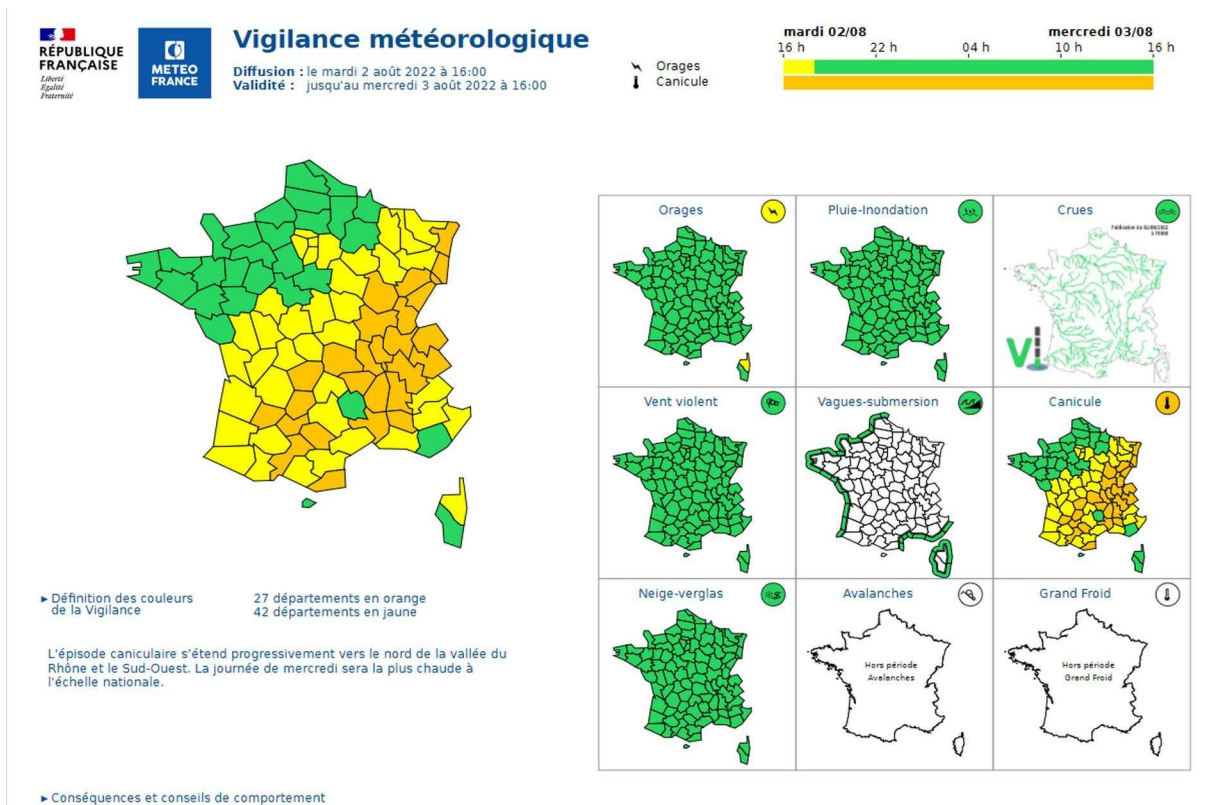 RÉPUBLIQUE
FRANÇAISE
Liberté
Égalité
Fraternité
METEO
FRANCE
Vigilance météorologique
Diffusion : le mardi 2 août 2022 à 16:00
Validité : jusqu'au mercredi 3 août 2022 à 16:00
mardi 02/08 mercredi 03/08
16 h 22 h 04 h 10 h 16 h
Orages
Canicule
Orages
Pluie-Inondation
Crues
Vi
Vent violent
Vagues-submersion
Canicule
Neige-verglas
Avalanches
Hors période
Avalanches
Grand Froid
Hors période
Grand Froid
▸ Définition des couleurs
de la Vigilance
27 départements en orange
42 départements en jaune
L'épisode caniculaire s'étend progressivement vers le nord de la vallée du
Rhône et le Sud-Ouest. La journée de mercredi sera la plus chaude à
l'échelle nationale.
▸ Conséquences et conseils de comportement